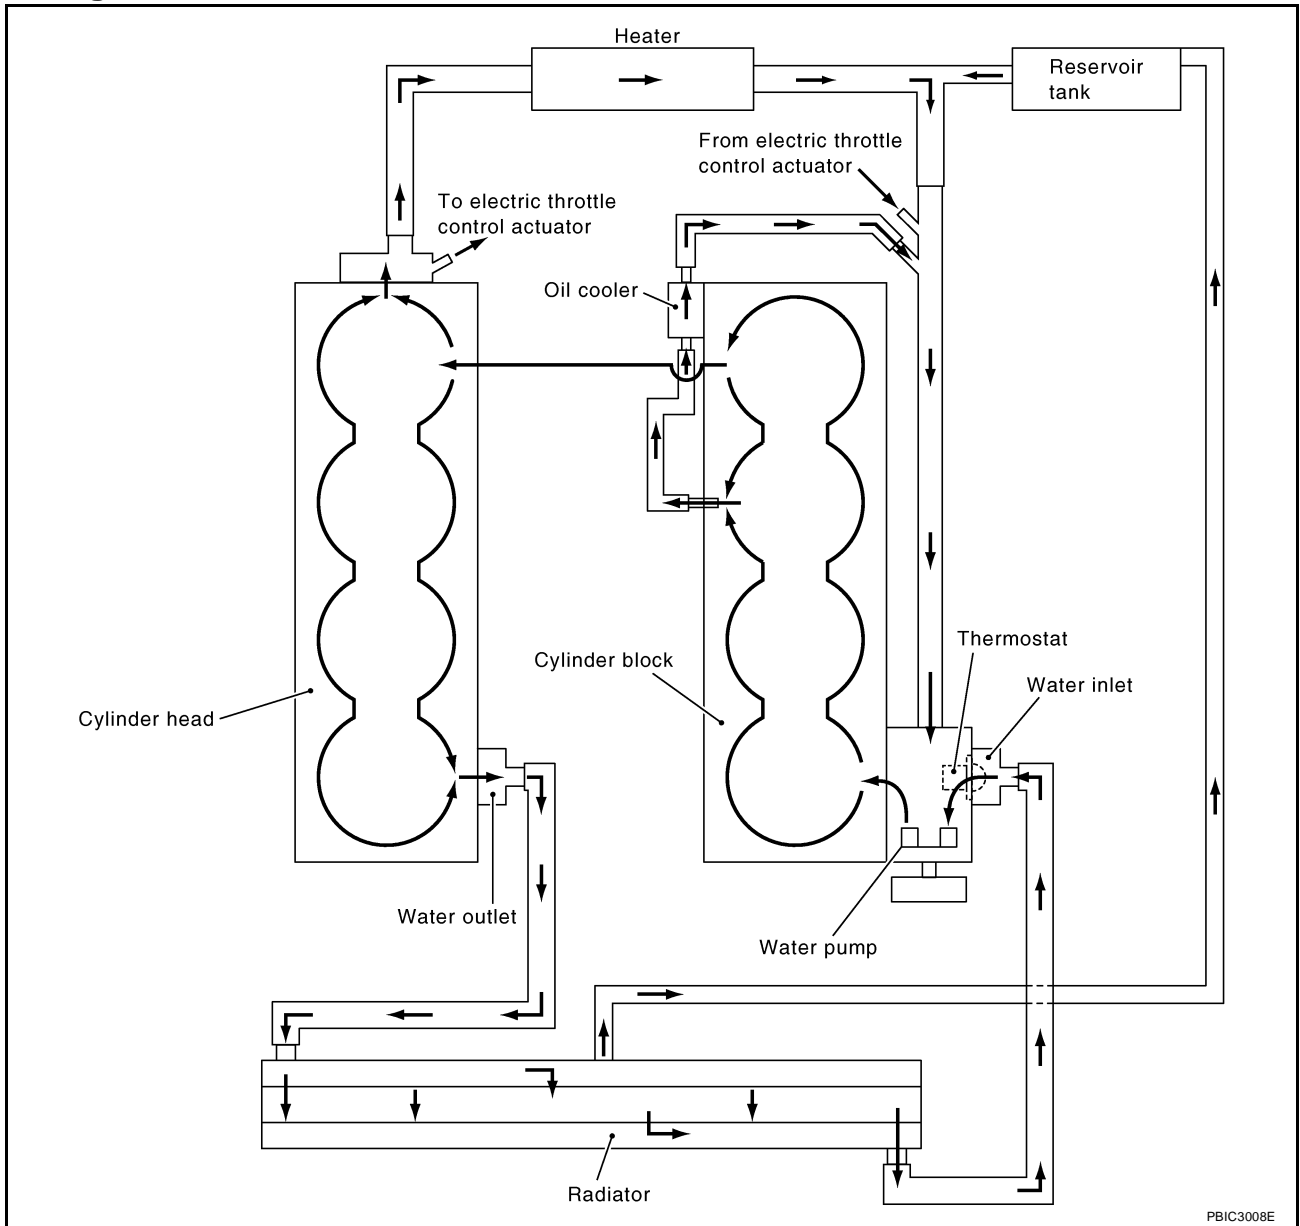 Heater
Reservoir
tank
From electric throttle
control actuator
To electric throttle
control actuator
Oil cooler
Thermostat
Cylinder block
Water inlet
Cylinder head
Water outlet
Water pump
Radiator
PBIC3008E